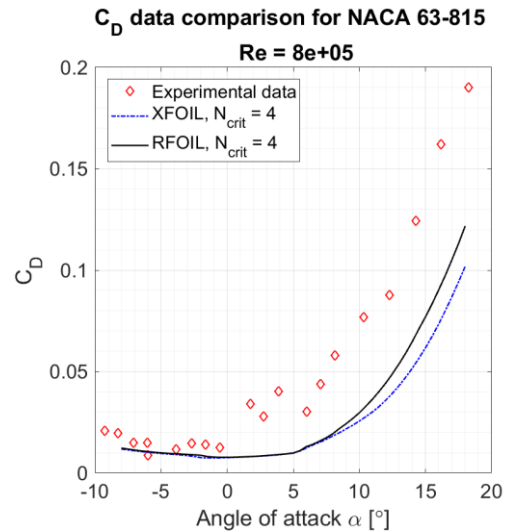 C_D data comparison for NACA 63-815
Re = 8e+05
0.2
0.15
0.1
0.05
0
C_D
Experimental data
XFOIL, N_crit = 4
RFOIL, N_crit = 4
-10 -5 0 5 10 15 20
Angle of attack α [°]